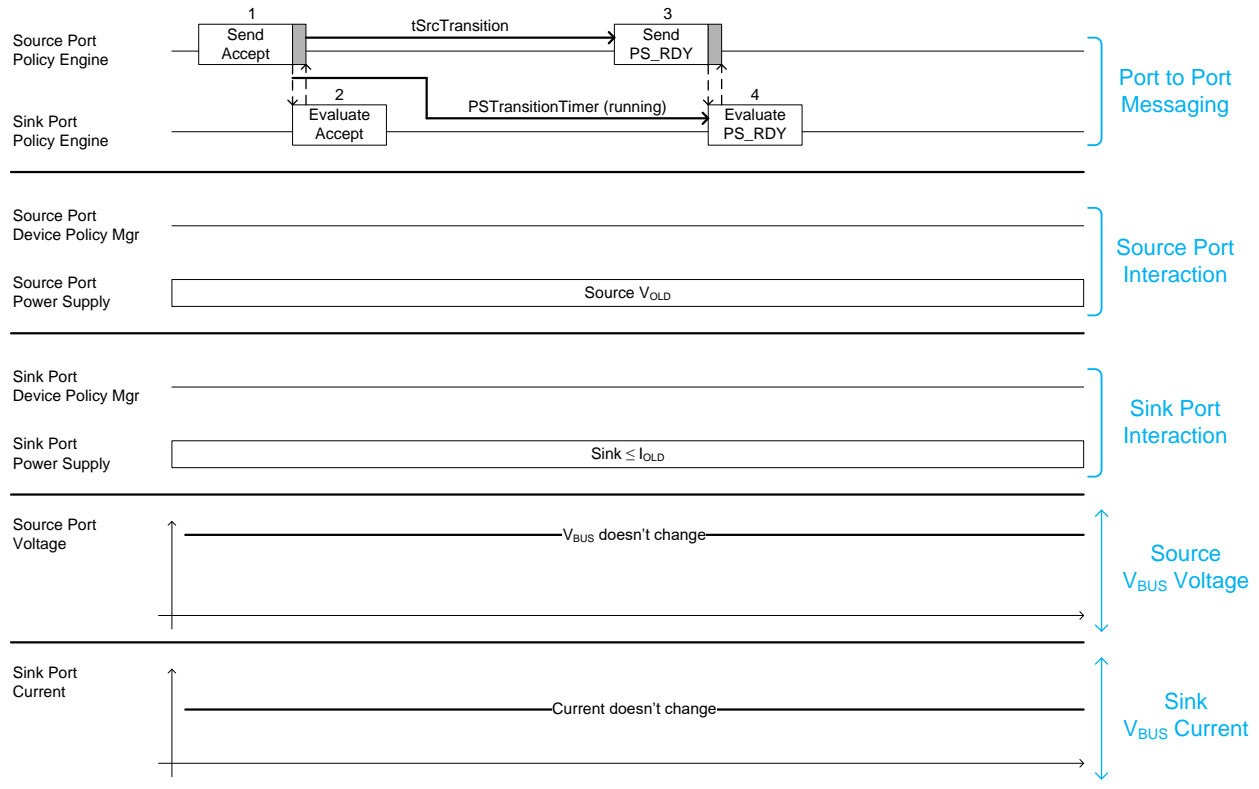 1
Send
Accept
tSrcTransition
3
Send
PS_RDY
Source Port
Policy Engine
2
Evaluate
Accept
PSTransitionTimer (running)
4
Evaluate
PS_RDY
Sink Port
Policy Engine
Port to Port
Messaging
Source Port
Device Policy Mgr
Source Port
Power Supply
Source VOLD
Source Port
Interaction
Sink Port
Device Policy Mgr
Sink Port
Power Supply
Sink ≤ IOLD
Sink Port
Interaction
Source Port
Voltage
VBUS doesn't change
Source
VBUS Voltage
Sink Port
Current
Current doesn't change
Sink
VBUS Current